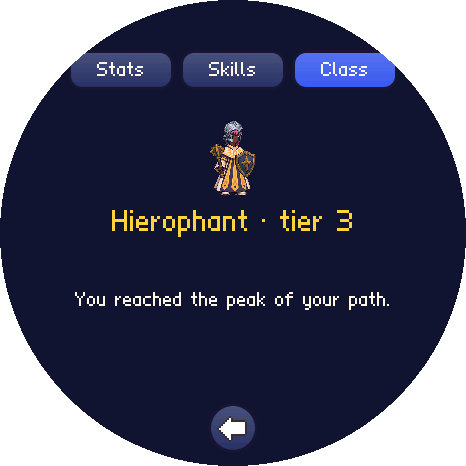 Stats Skills Class
Hierophant · tier 3
You reached the peak of your path.